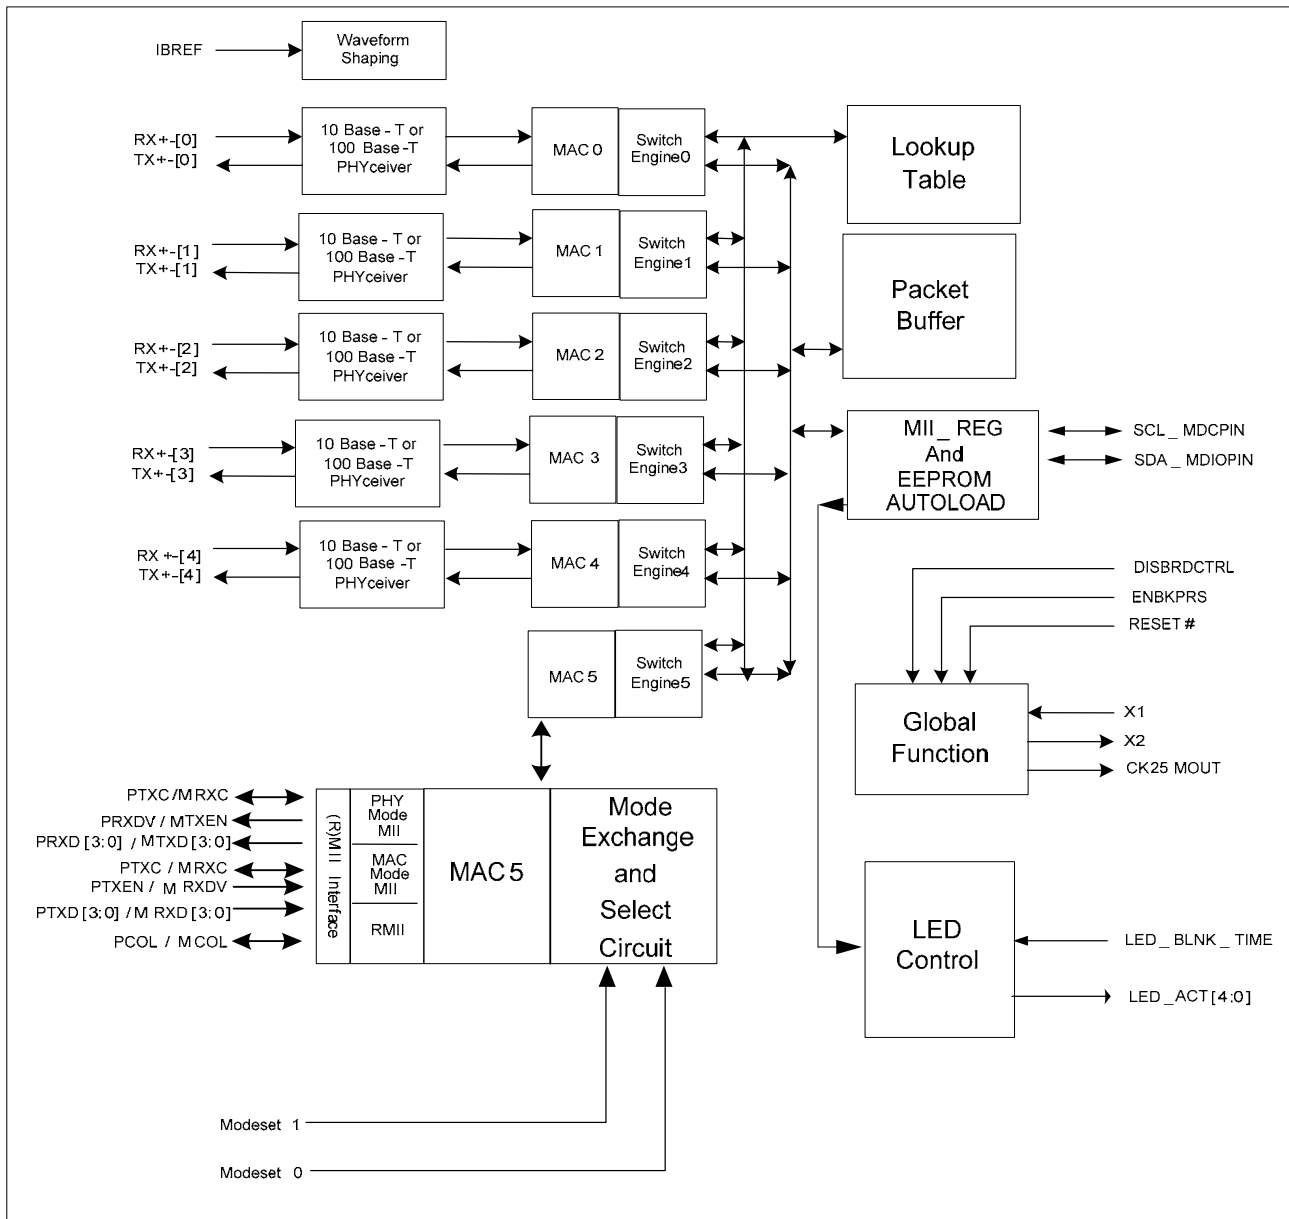 IBREF
Waveform
Shaping
RX+-[0]
TX+-[0]
10 Base-T or
100 Base-T
PHYceiver
MAC 0
Switch
Engine0
Lookup
Table
RX+-[1]
TX+-[1]
10 Base-T or
100 Base-T
PHYceiver
MAC 1
Switch
Engine1
Packet
Buffer
RX+-[2]
TX+-[2]
10 Base-T or
100 Base-T
PHYceiver
MAC 2
Switch
Engine2
RX+-[3]
TX+-[3]
10 Base-T or
100 Base-T
PHYceiver
MAC 3
Switch
Engine3
MII_REG
And
EEPROM
AUTOLOAD
SCL_MDCPIN
SDA_MDIOPIN
RX+-[4]
TX+-[4]
10 Base-T or
100 Base-T
PHYceiver
MAC 4
Switch
Engine4
DISBRDCTRL
ENBKPRS
RESET#
MAC 5
Switch
Engine5
Global
Function
X1
X2
CK25MOUT
PTXC/MRXC
PRXDV/MTXEN
PRXD[3:0]/MTXD[3:0]
PTXC/MRXC
PTXEN/MRXDV
PTXD[3:0]/MRXD[3:0]
PCOL/MCOL
(R)MII Interface
PHY
Mode
MII
MAC
Mode
MII
RMII
MAC 5
Mode
Exchange
and
Select
Circuit
LED
Control
LED_BLNK_TIME
LED_ACT[4:0]
Modeset 1
Modeset 0